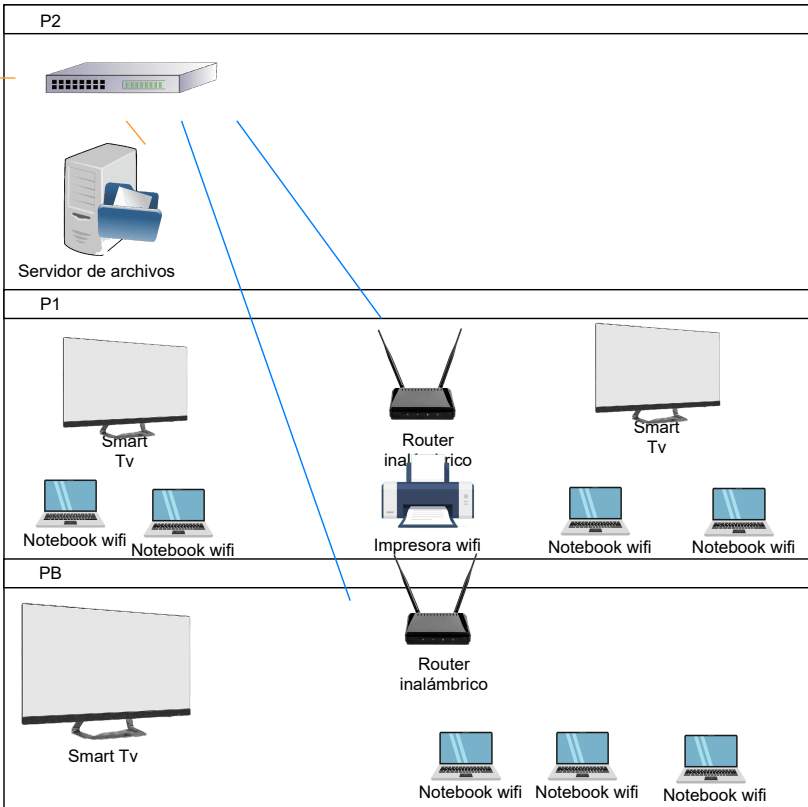 P2
Servidor de archivos
P1
Smart
Tv
Router
inalámbrico
Smart
Tv
Notebook wifi
Notebook wifi
Impresora wifi
Notebook wifi
Notebook wifi
PB
Router
inalámbrico
Smart Tv
Notebook wifi
Notebook wifi
Notebook wifi